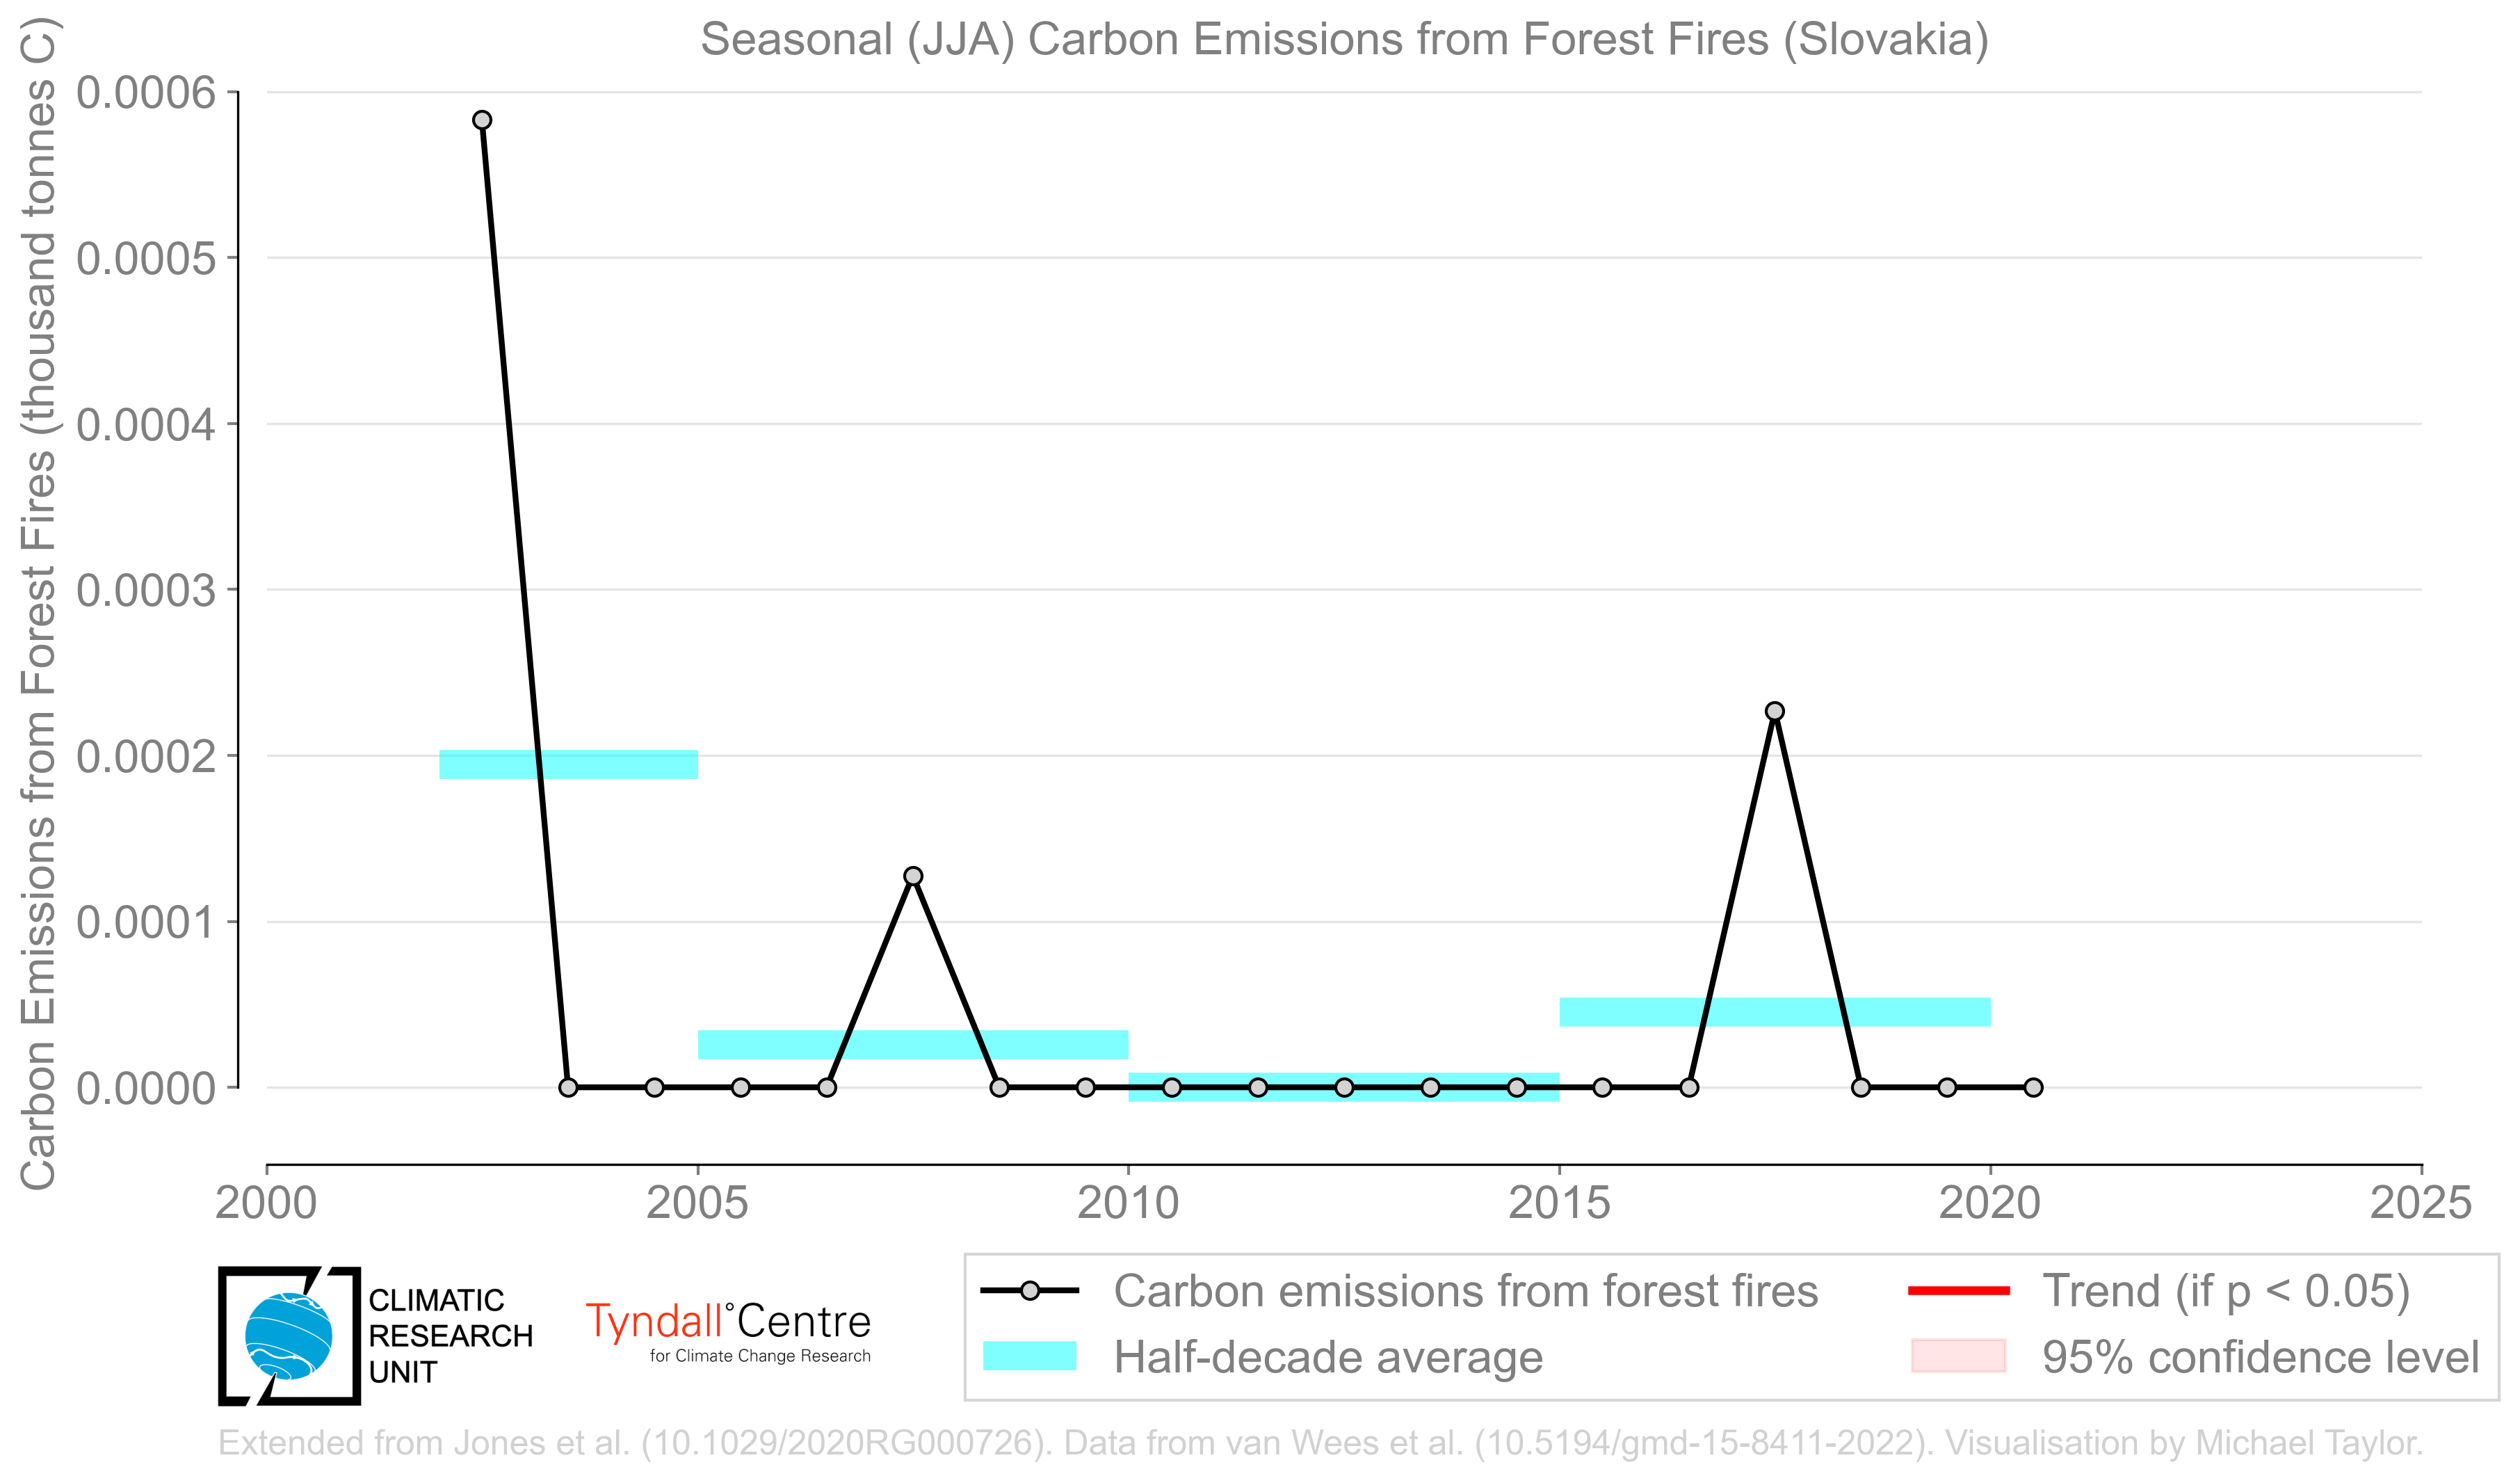 Seasonal (JJA) Carbon Emissions from Forest Fires (Slovakia)
Carbon Emissions from Forest Fires (thousand tonnes C)
0.0006
0.0005
0.0004
0.0003
0.0002
0.0001
0.0000
2000 2005 2010 2015 2020 2025
CLIMATIC
RESEARCH
UNIT
Tyndall°Centre
for Climate Change Research
Carbon emissions from forest fires
Half-decade average
Trend (if p < 0.05)
95% confidence level
Extended from Jones et al. (10.1029/2020RG000726). Data from van Wees et al. (10.5194/gmd-15-8411-2022). Visualisation by Michael Taylor.